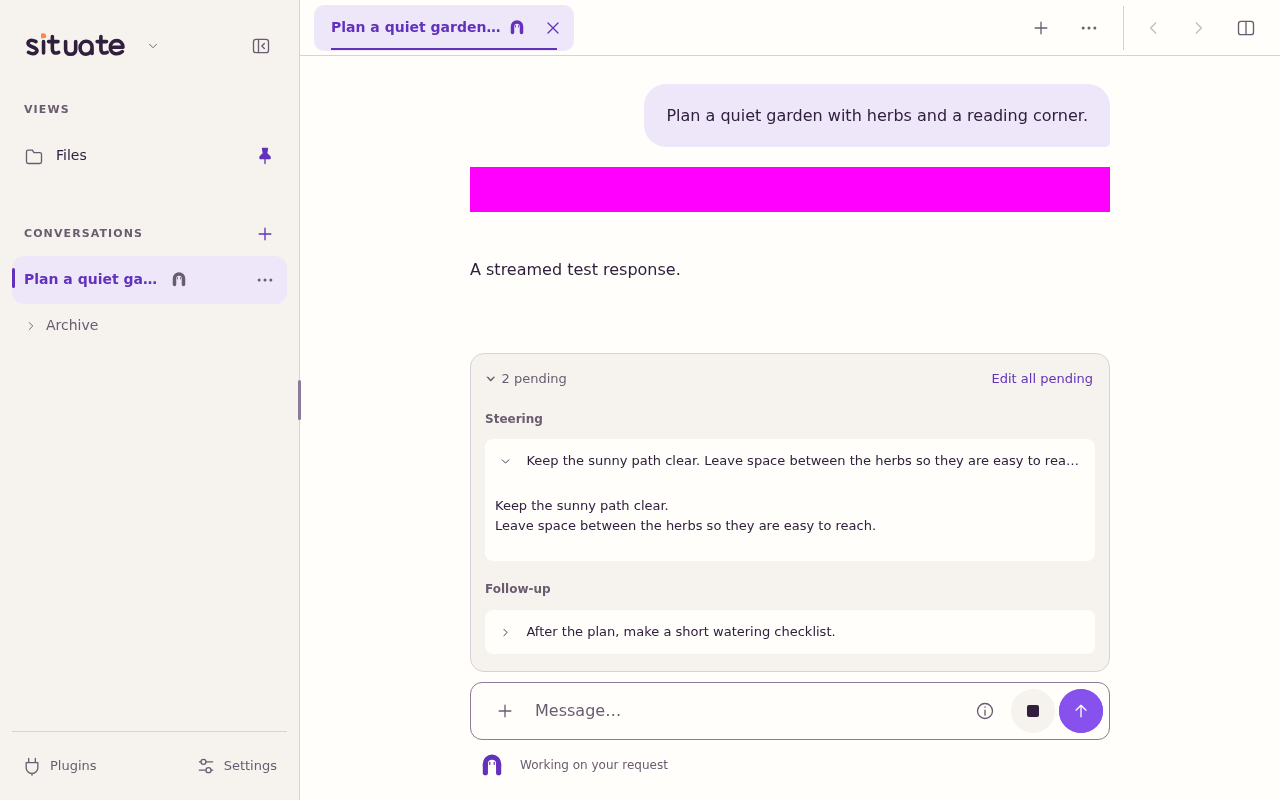 situate
VIEWS
Files
CONVERSATIONS
Plan a quiet ga…
Archive
Plugins
Settings
Plan a quiet garden…
Plan a quiet garden with herbs and a reading corner.
A streamed test response.
2 pending
Edit all pending
Steering
Keep the sunny path clear. Leave space between the herbs so they are easy to rea…
Keep the sunny path clear.
Leave space between the herbs so they are easy to reach.
Follow-up
After the plan, make a short watering checklist.
Message…
Working on your request